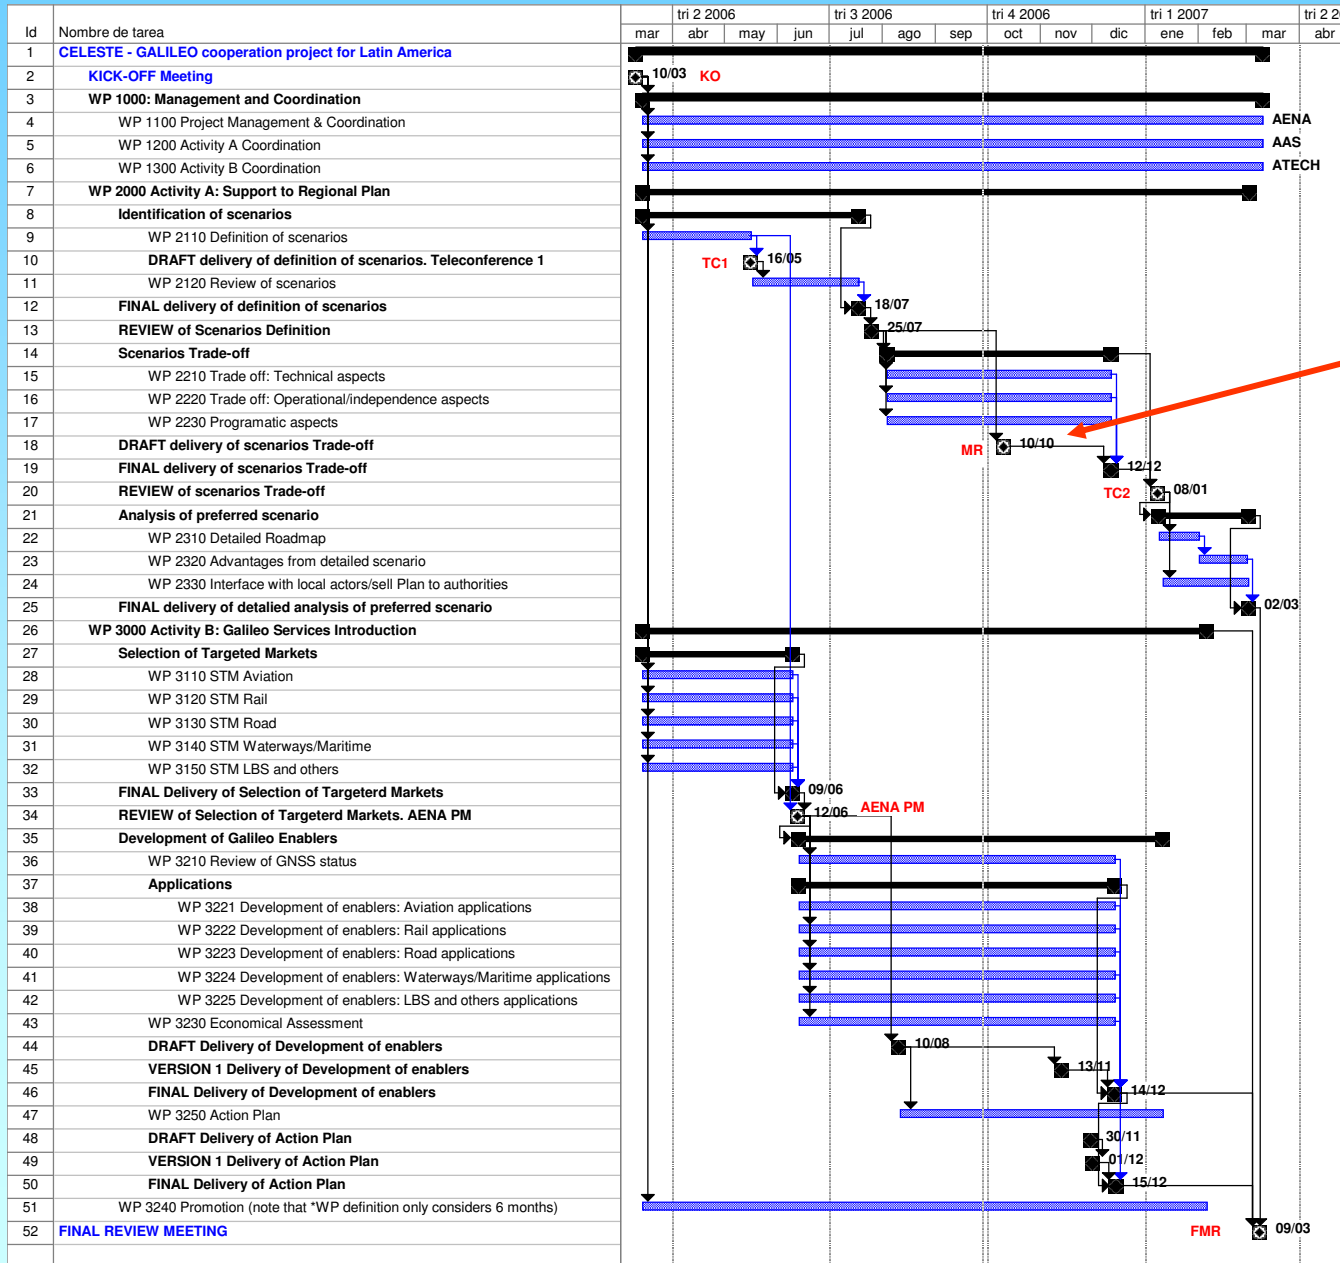 tri 2 2006 tri 3 2006 tri 4 2006 tri 1 2007 tri 2 2
Id Nombre de tarea mar abr may jun jul ago sep oct nov dic ene feb mar abr
1 CELESTE - GALILEO cooperation project for Latin America
2 KICK-OFF Meeting 10/03 KO
3 WP 1000: Management and Coordination
4 WP 1100 Project Management & Coordination AENA
5 WP 1200 Activity A Coordination AAS
6 WP 1300 Activity B Coordination ATECH
7 WP 2000 Activity A: Support to Regional Plan
8 Identification of scenarios
9 WP 2110 Definition of scenarios
10 DRAFT delivery of definition of scenarios. Teleconference 1 TC1 16/05
11 WP 2120 Review of scenarios
12 FINAL delivery of definition of scenarios 18/07
13 REVIEW of Scenarios Definition 25/07
14 Scenarios Trade-off
15 WP 2210 Trade off: Technical aspects
16 WP 2220 Trade off: Operational/independence aspects
17 WP 2230 Programatic aspects
18 DRAFT delivery of scenarios Trade-off MR 10/10
19 FINAL delivery of scenarios Trade-off 12/12
20 REVIEW of scenarios Trade-off TC2 08/01
21 Analysis of preferred scenario
22 WP 2310 Detailed Roadmap
23 WP 2320 Advantages from detailed scenario
24 WP 2330 Interface with local actors/sell Plan to authorities
25 FINAL delivery of detalied analysis of preferred scenario 02/03
26 WP 3000 Activity B: Galileo Services Introduction
27 Selection of Targeted Markets
28 WP 3110 STM Aviation
29 WP 3120 STM Rail
30 WP 3130 STM Road
31 WP 3140 STM Waterways/Maritime
32 WP 3150 STM LBS and others
33 FINAL Delivery of Selection of Targeterd Markets 09/06
34 REVIEW of Selection of Targeterd Markets. AENA PM 12/06 AENA PM
35 Development of Galileo Enablers
36 WP 3210 Review of GNSS status
37 Applications
38 WP 3221 Development of enablers: Aviation applications
39 WP 3222 Development of enablers: Rail applications
40 WP 3223 Development of enablers: Road applications
41 WP 3224 Development of enablers: Waterways/Maritime applications
42 WP 3225 Development of enablers: LBS and others applications
43 WP 3230 Economical Assessment
44 DRAFT Delivery of Development of enablers 10/08
45 VERSION 1 Delivery of Development of enablers 13/11
46 FINAL Delivery of Development of enablers 14/12
47 WP 3250 Action Plan
48 DRAFT Delivery of Action Plan 30/11
49 VERSION 1 Delivery of Action Plan 01/12
50 FINAL Delivery of Action Plan 15/12
51 WP 3240 Promotion (note that *WP definition only considers 6 months)
52 FINAL REVIEW MEETING FMR 09/03